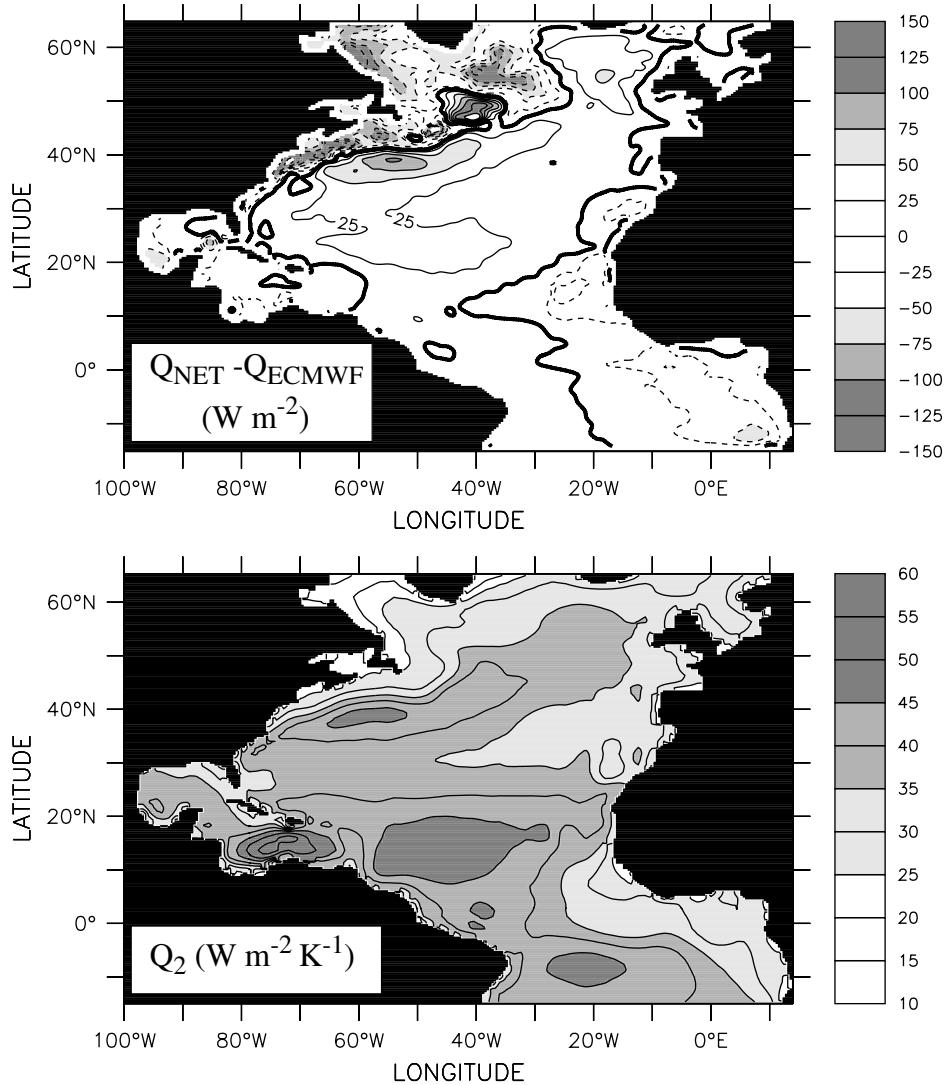 150
125
100
75
50
25
0
−25
−50
−75
−100
−125
−150
60°N
40°N
20°N
0°
LATITUDE
25
25
Q_NET -Q_ECMWF
(W m^-2)
100°W 80°W 60°W 40°W 20°W 0°E
LONGITUDE
60
55
50
45
40
35
30
25
20
15
10
60°N
40°N
20°N
0°
LATITUDE
Q_2 (W m^-2 K^-1)
100°W 80°W 60°W 40°W 20°W 0°E
LONGITUDE